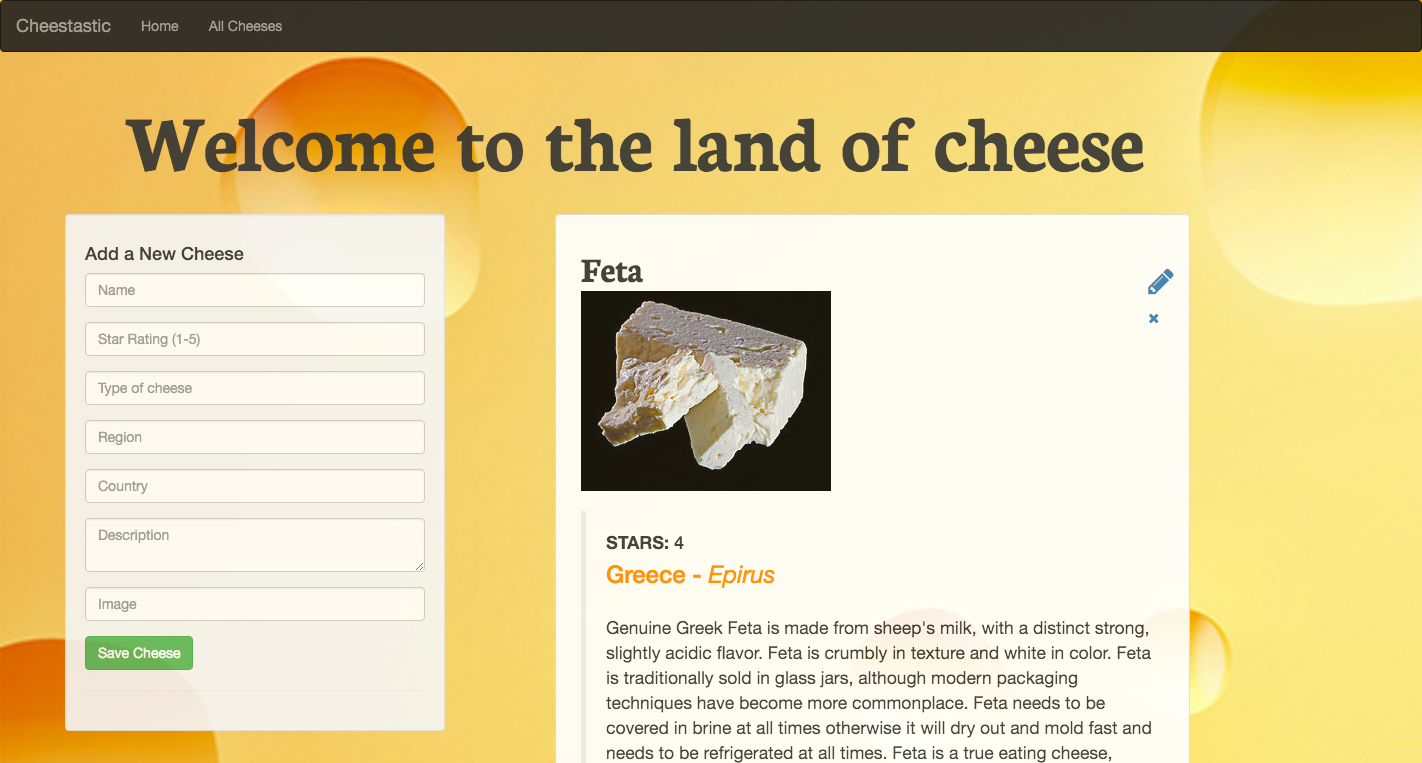 Cheestastic Home All Cheeses
Welcome to the land of cheese
Add a New Cheese
Name
Star Rating (1-5)
Type of cheese
Region
Country
Description
Image
Save Cheese
Feta
STARS: 4
Greece - Epirus
Genuine Greek Feta is made from sheep's milk, with a distinct strong,
slightly acidic flavor. Feta is crumbly in texture and white in color. Feta
is traditionally sold in glass jars, although modern packaging
techniques have become more commonplace. Feta needs to be
covered in brine at all times otherwise it will dry out and mold fast and
needs to be refrigerated at all times. Feta is a true eating cheese,